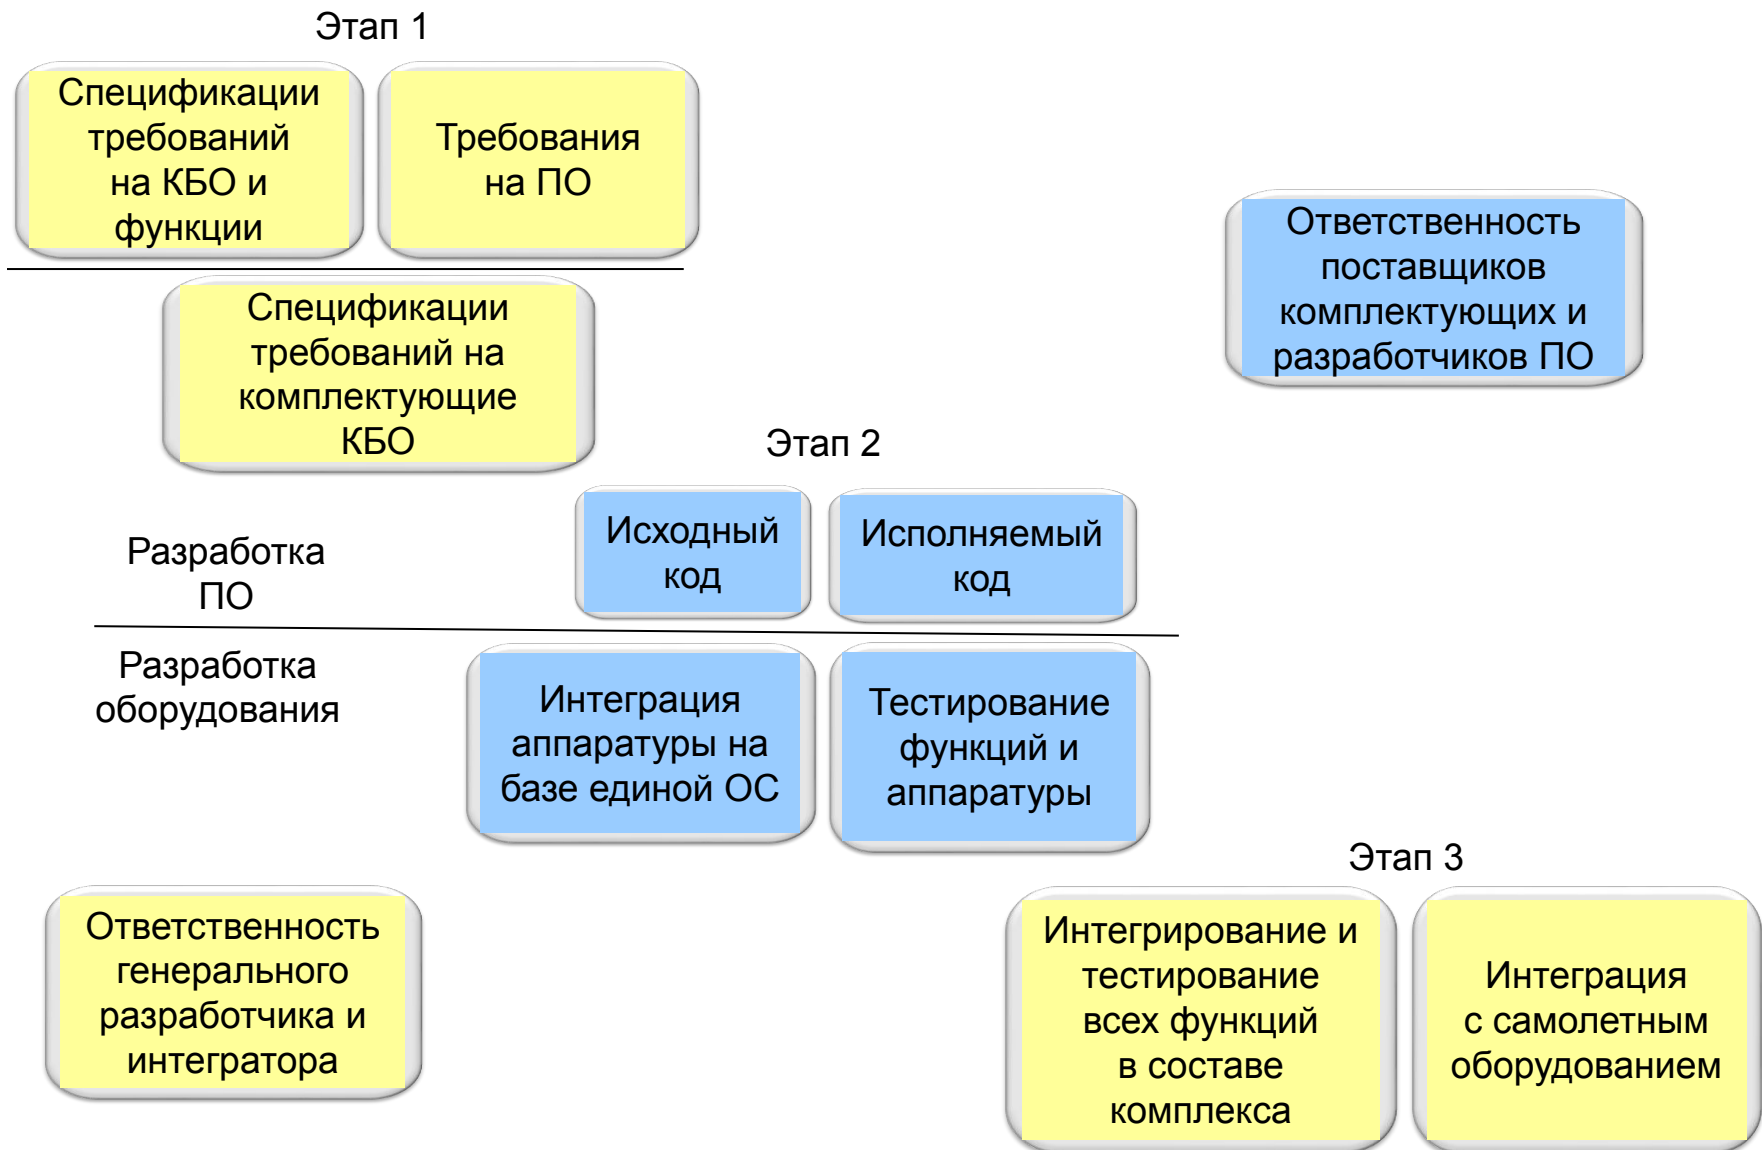 Этап 1
Спецификации
требований
на КБО и
функции
Требования
на ПО
Ответственность
поставщиков
комплектующих и
разработчиков ПО
Спецификации
требований на
комплектующие
КБО
Этап 2
Разработка
ПО
Исходный
код
Исполняемый
код
Разработка
оборудования
Интеграция
аппаратуры на
базе единой ОС
Тестирование
функций и
аппаратуры
Этап 3
Ответственность
генерального
разработчика и
интегратора
Интегрирование и
тестирование
всех функций
в составе
комплекса
Интеграция
с самолетным
оборудованием